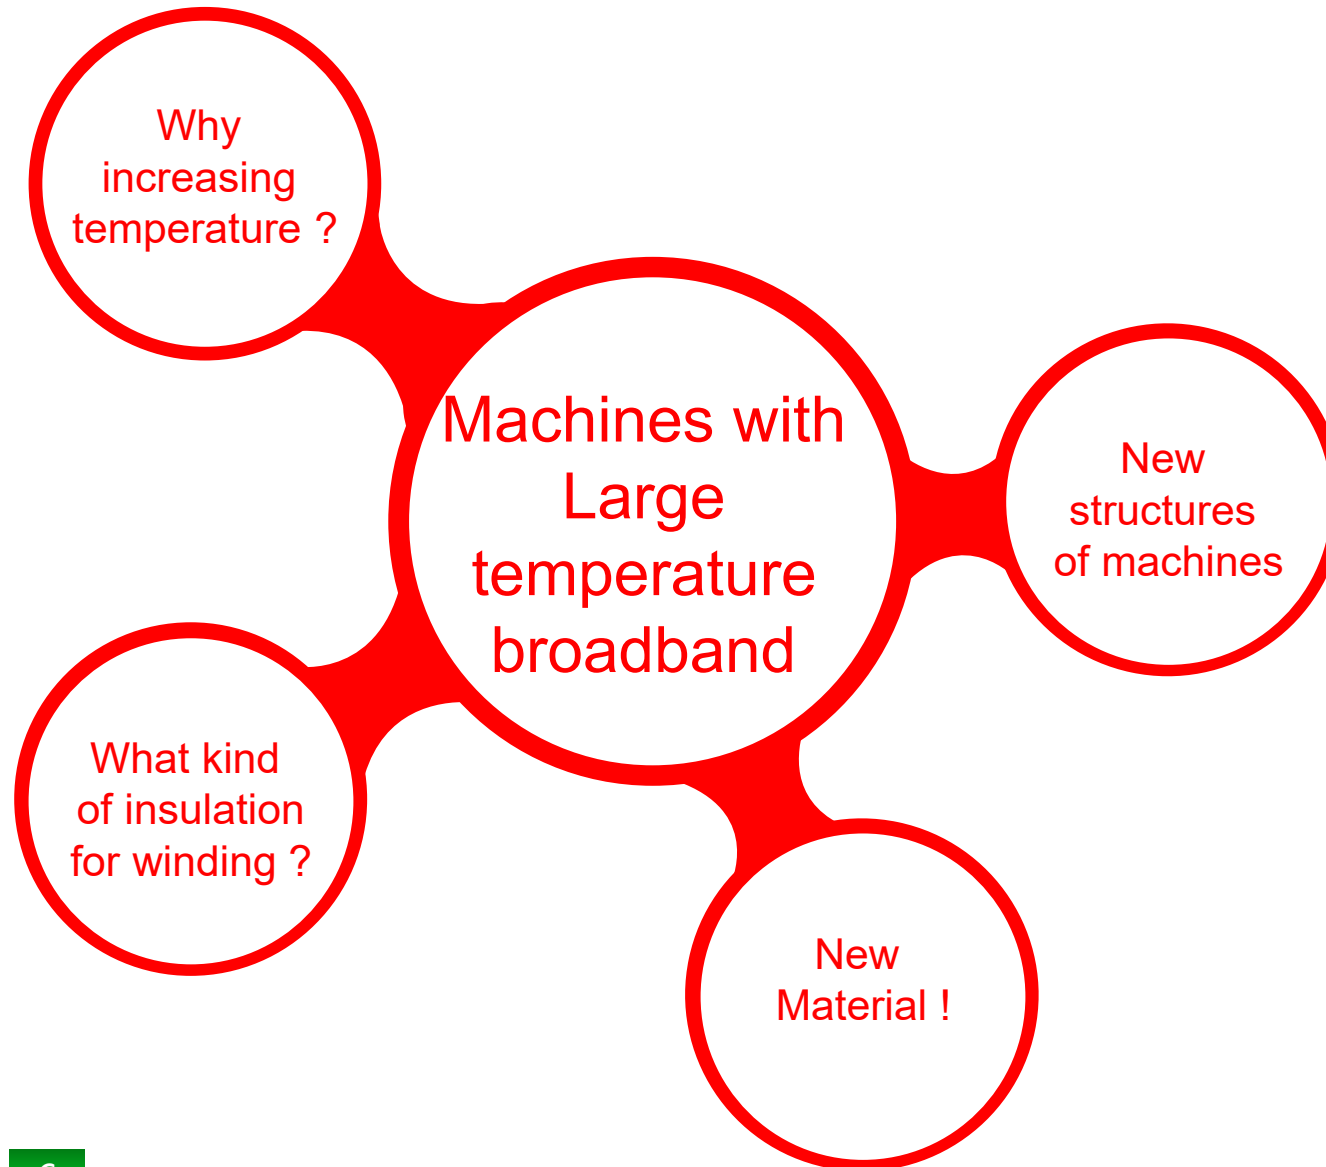 Why
increasing
temperature ?
Machines with
Large
temperature
broadband
New
structures
of machines
What kind
of insulation
for winding ?
New
Material !